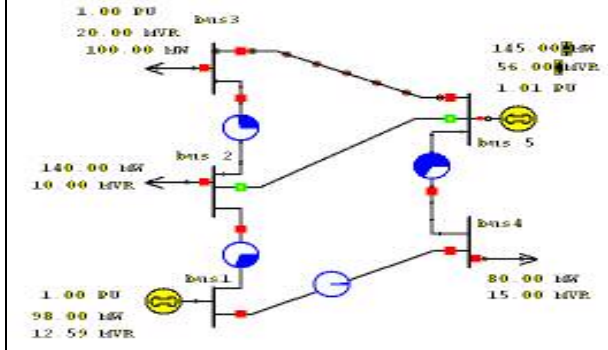 1.00 PU
bus3
20.00 MVR
100.00 MW
145.00 MW
56.00 MVR
1.01 PU
bus 5
bus 2
140.00 MW
10.00 MVR
bus4
bus1
80.00 MW
15.00 MVR
1.00 PU
98.00 MW
12.59 MVR